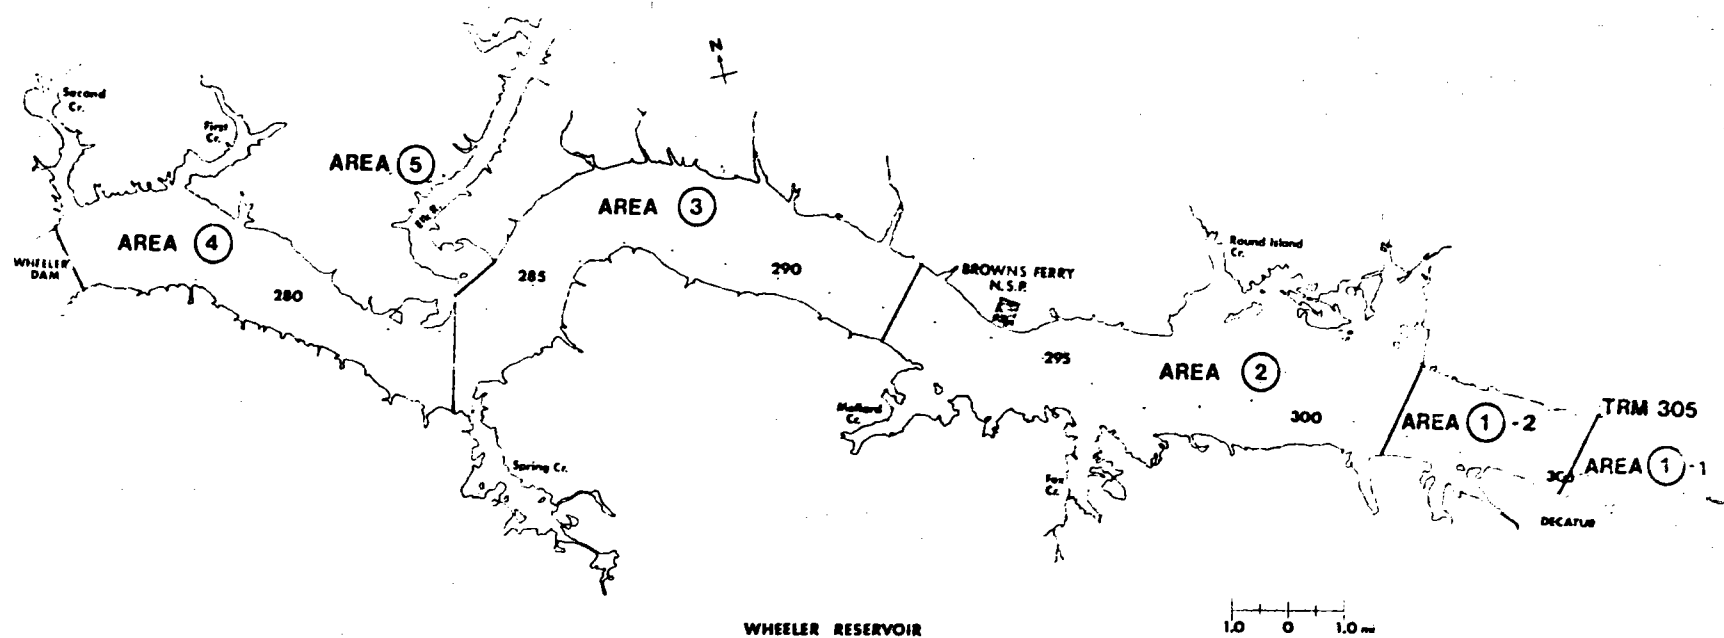 N
Second
Cr.
First
Cr.
AREA 5
Elk R.
AREA 3
AREA 4
WHEELER
DAM
280
285
290
BROWNS FERRY
N.S.P.
Round Island
Cr.
295
AREA 2
Mallard
Cr.
300
AREA 1-2
TRM 305
AREA 1-1
Spring Cr.
Fox
Cr.
305
DECATUR
WHEELER RESERVOIR
1.0 0 1.0 mi